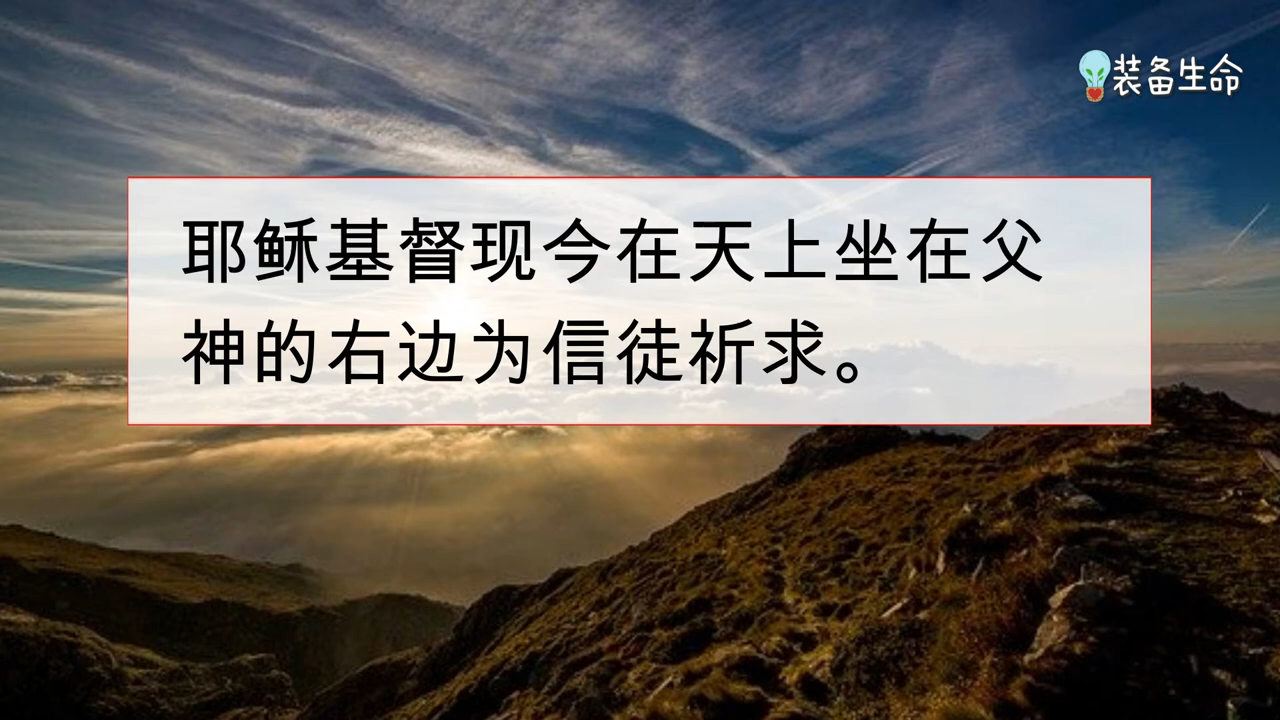 装备生命
耶稣基督现今在天上坐在父
神的右边为信徒祈求。